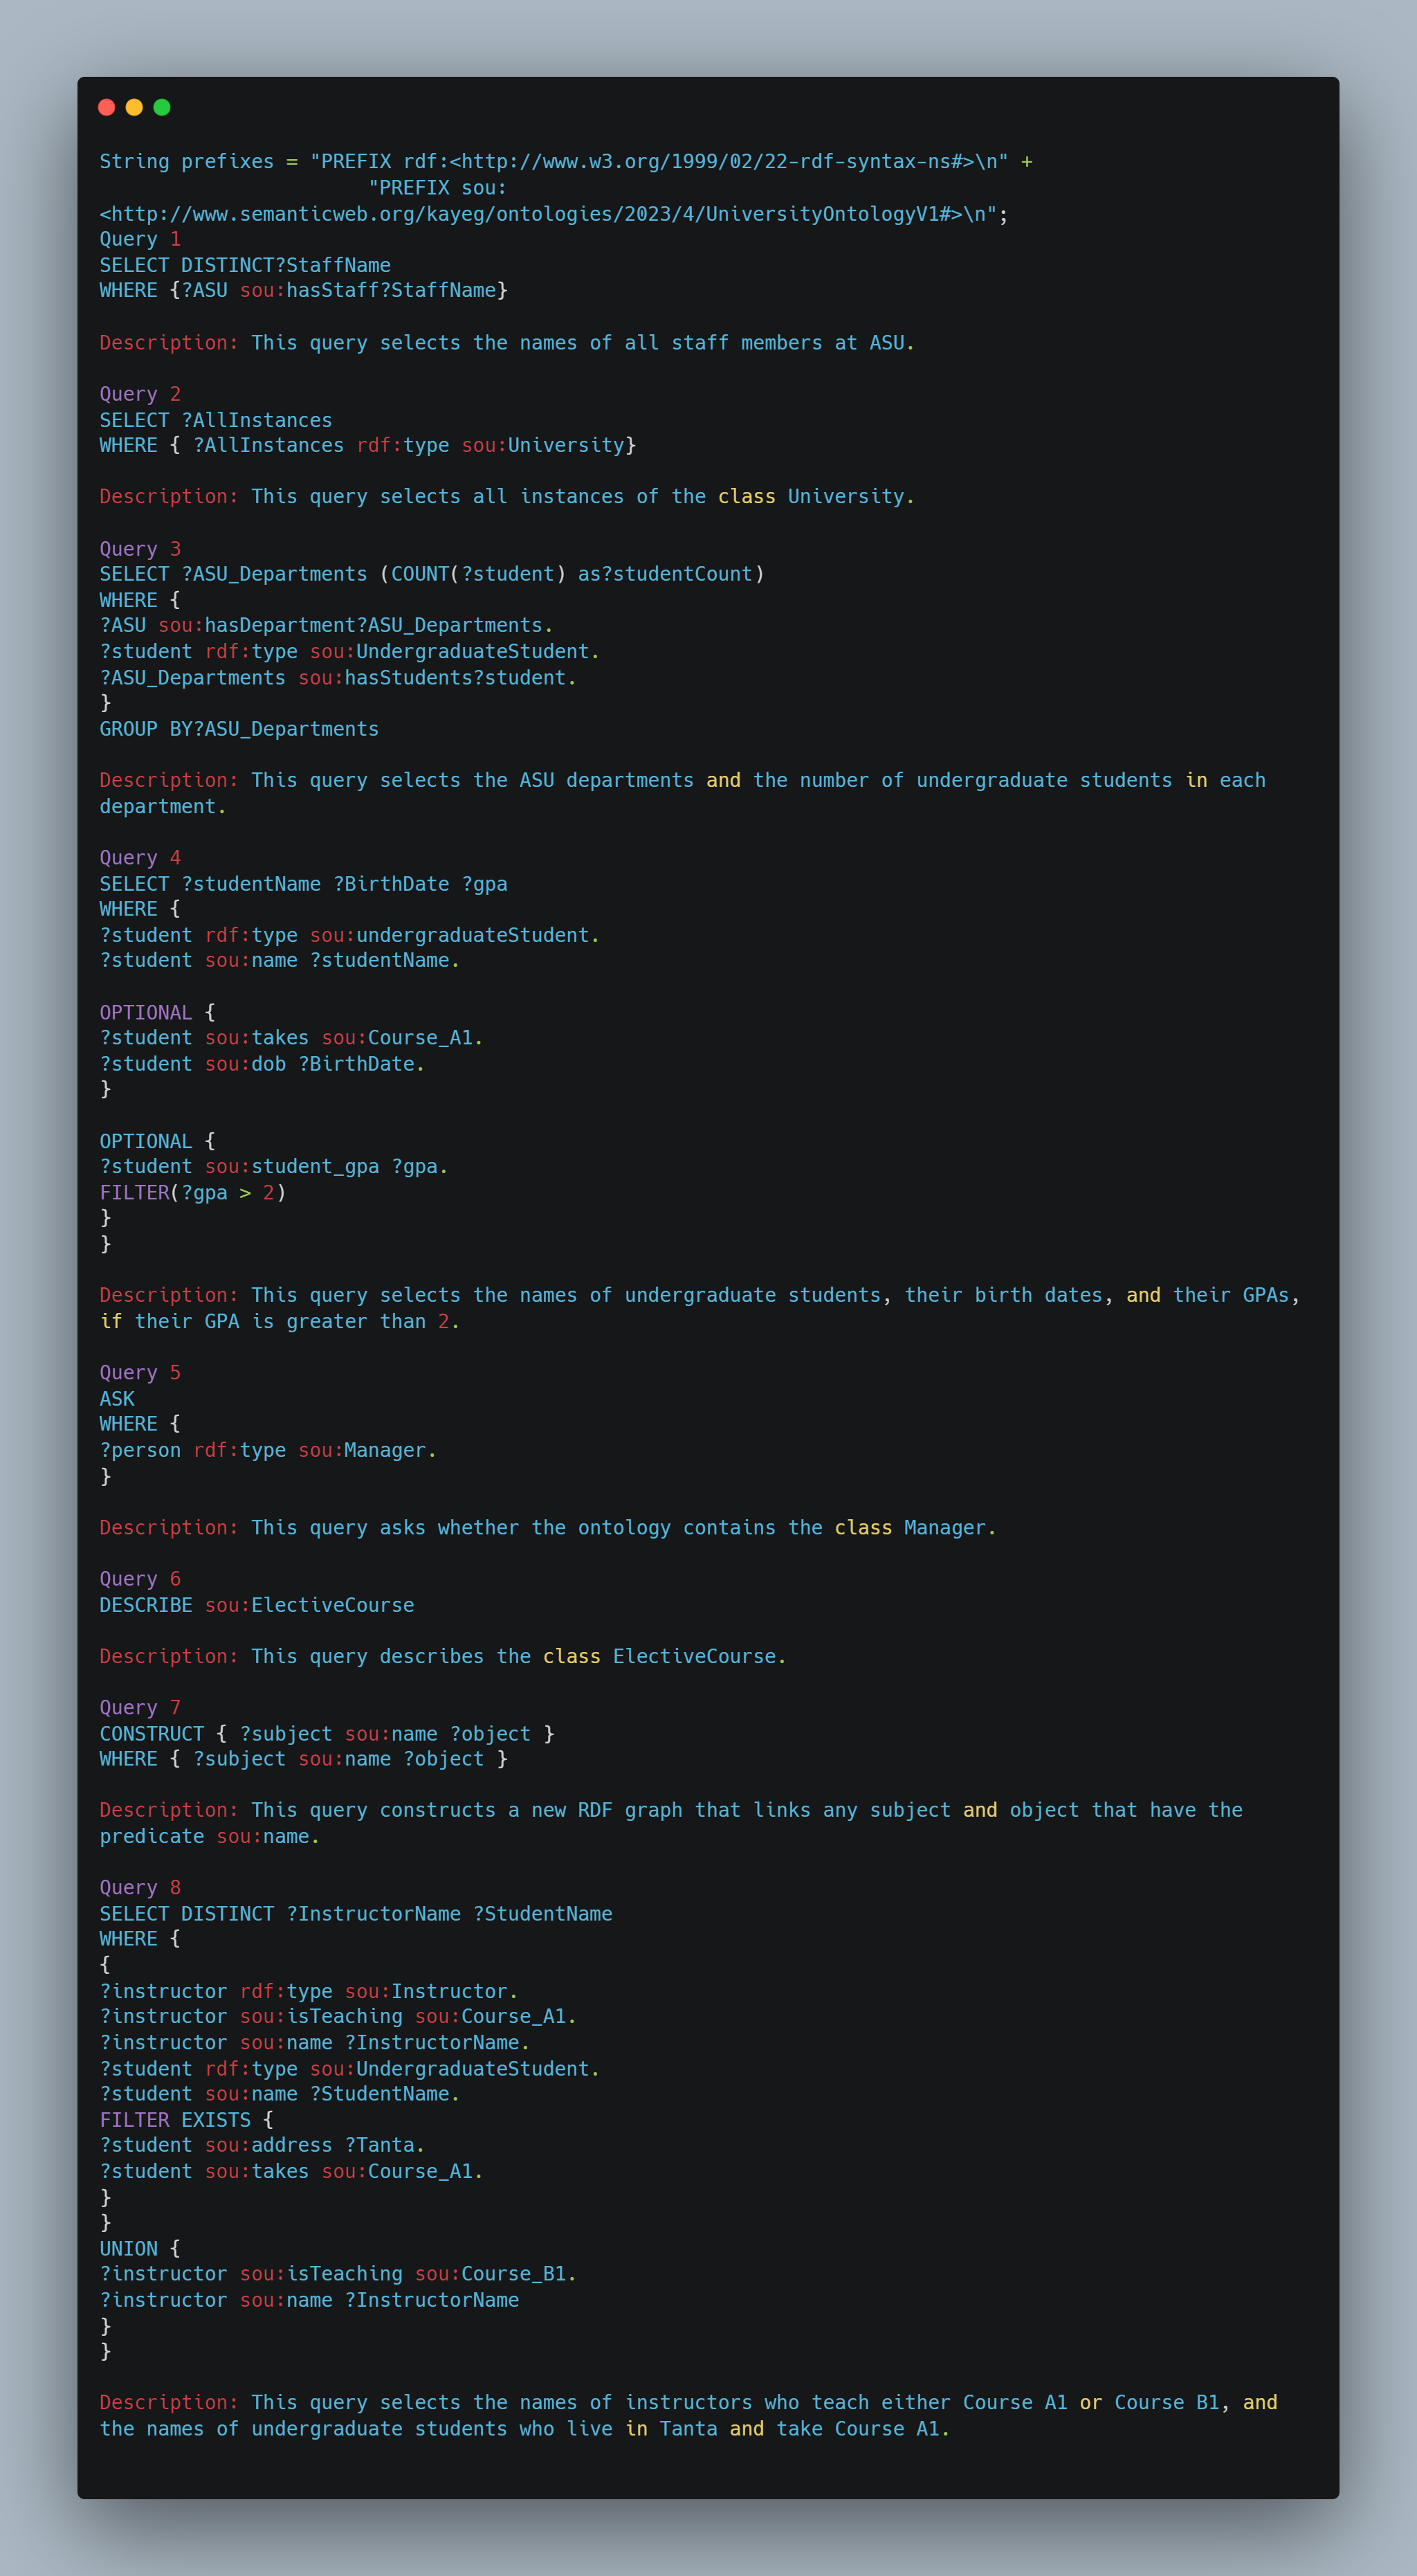 String prefixes = "PREFIX rdf:<http://www.w3.org/1999/02/22-rdf-syntax-ns#>\n" +
"PREFIX sou:
<http://www.semanticweb.org/kayeg/ontologies/2023/4/UniversityOntologyV1#>\n";
Query 1
SELECT DISTINCT?StaffName
WHERE {?ASU sou:hasStaff?StaffName}
Description: This query selects the names of all staff members at ASU.
Query 2
SELECT ?AllInstances
WHERE { ?AllInstances rdf:type sou:University}
Description: This query selects all instances of the class University.
Query 3
SELECT ?ASU_Departments (COUNT(?student) as?studentCount)
WHERE {
?ASU sou:hasDepartment?ASU_Departments.
?student rdf:type sou:UndergraduateStudent.
?ASU_Departments sou:hasStudents?student.
}
GROUP BY?ASU_Departments
Description: This query selects the ASU departments and the number of undergraduate students in each
department.
Query 4
SELECT ?studentName ?BirthDate ?gpa
WHERE {
?student rdf:type sou:undergraduateStudent.
?student sou:name ?studentName.
OPTIONAL {
?student sou:takes sou:Course_A1.
?student sou:dob ?BirthDate.
}
OPTIONAL {
?student sou:student_gpa ?gpa.
FILTER(?gpa > 2)
}
}
Description: This query selects the names of undergraduate students, their birth dates, and their GPAs,
if their GPA is greater than 2.
Query 5
ASK
WHERE {
?person rdf:type sou:Manager.
}
Description: This query asks whether the ontology contains the class Manager.
Query 6
DESCRIBE sou:ElectiveCourse
Description: This query describes the class ElectiveCourse.
Query 7
CONSTRUCT { ?subject sou:name ?object }
WHERE { ?subject sou:name ?object }
Description: This query constructs a new RDF graph that links any subject and object that have the
predicate sou:name.
Query 8
SELECT DISTINCT ?InstructorName ?StudentName
WHERE {
{
?instructor rdf:type sou:Instructor.
?instructor sou:isTeaching sou:Course_A1.
?instructor sou:name ?InstructorName.
?student rdf:type sou:UndergraduateStudent.
?student sou:name ?StudentName.
FILTER EXISTS {
?student sou:address ?Tanta.
?student sou:takes sou:Course_A1.
}
}
UNION {
?instructor sou:isTeaching sou:Course_B1.
?instructor sou:name ?InstructorName
}
}
Description: This query selects the names of instructors who teach either Course A1 or Course B1, and
the names of undergraduate students who live in Tanta and take Course A1.